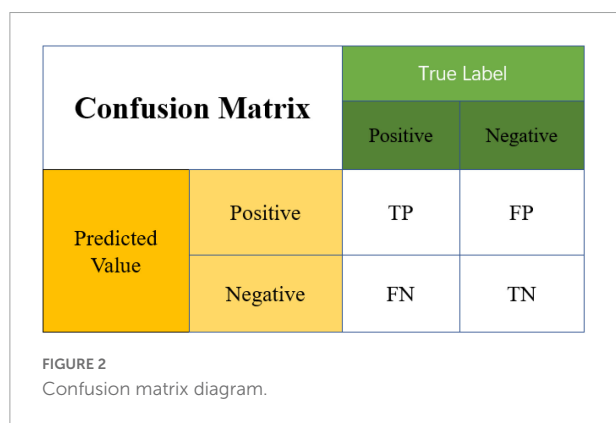 Confusion Matrix
True Label
Positive
Negative
Predicted
Value
Positive
TP
FP
Negative
FN
TN
FIGURE 2
Confusion matrix diagram.